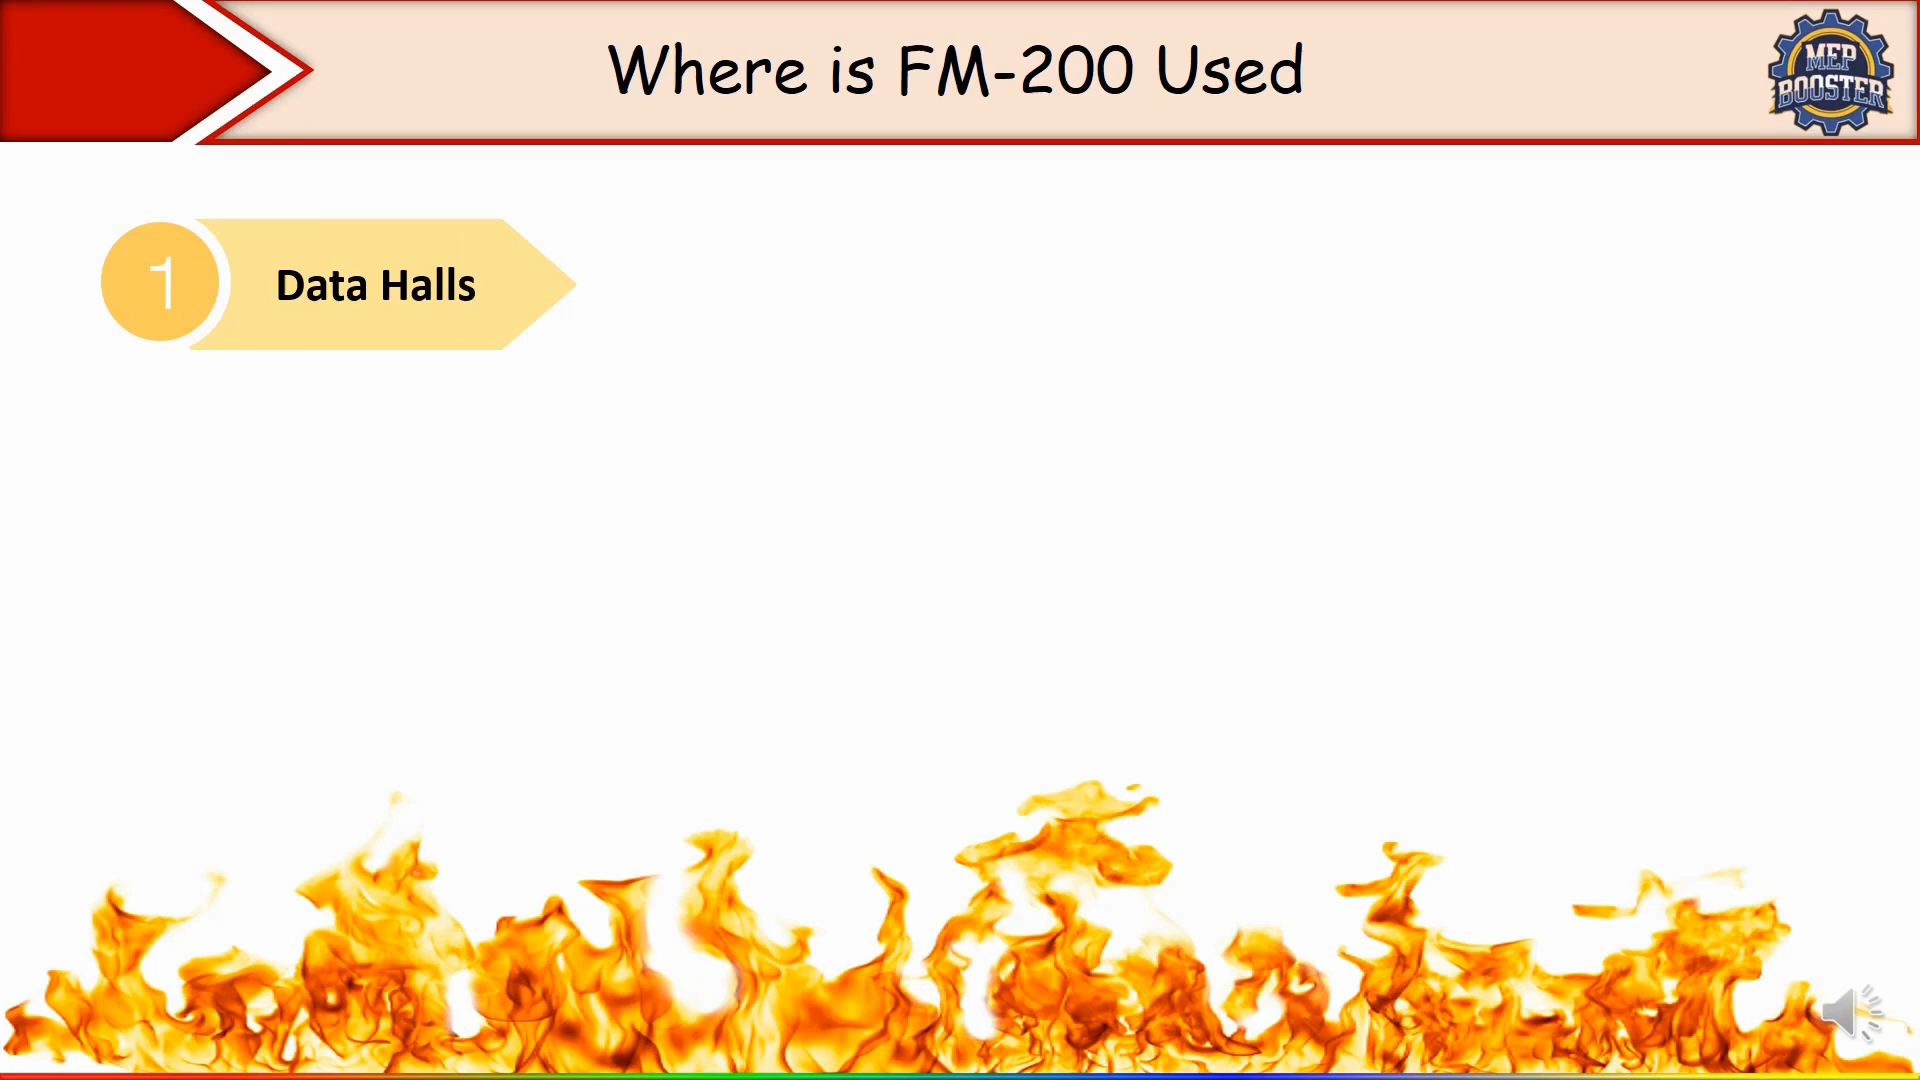 Where is FM-200 Used
MEP
BOOSTER
1
Data Halls